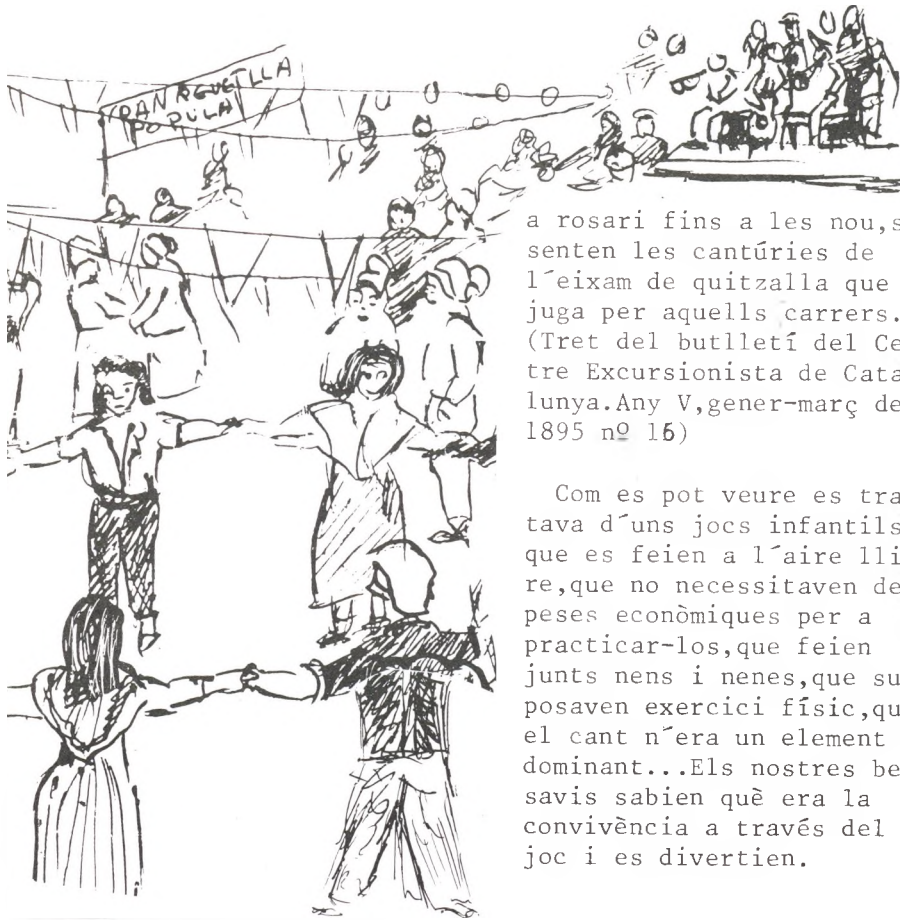 PAN REUETLLA
POPULA
a rosari fins a les nou,s
senten les cantúries de
l´eixam de quitzalla que
juga per aquells carrers.
(Tret del butlletí del Ce
tre Excursionista de Cata
lunya.Any V,gener-març de
1895 nº 16)
Com es pot veure es tra
tava d´uns jocs infantils
que es feien a l´aire lli
re,que no necessitaven de
peses econòmiques per a
practicar-los,que feien
junts nens i nenes,que su
posaven exercici físic,qu
el cant n´era un element
dominant...Els nostres be
savis sabien què era la
convivència a través del
joc i es divertien.